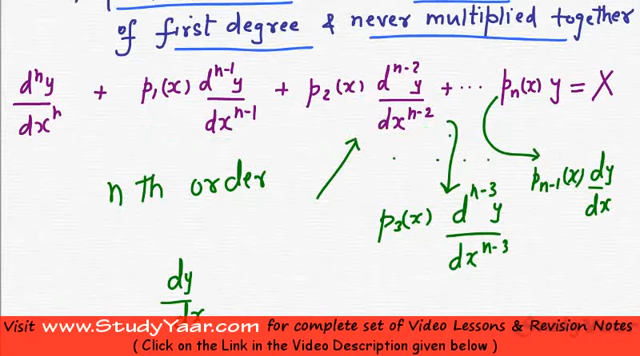 of first degree & never multiplied together
dⁿy/dxⁿ + p₁(x) dⁿ⁻¹y/dxⁿ⁻¹ + p₂(x) dⁿ⁻²y/dxⁿ⁻² + ... pₙ(x) y = X
. . . .
n th order
pₙ₋₁(x) dy/dx
p₃(x) dⁿ⁻³y/dxⁿ⁻³
dy/dx
Visit www.StudyYaar.com for complete set of Video Lessons & Revision Notes
( Click on the Link in the Video Description given below )